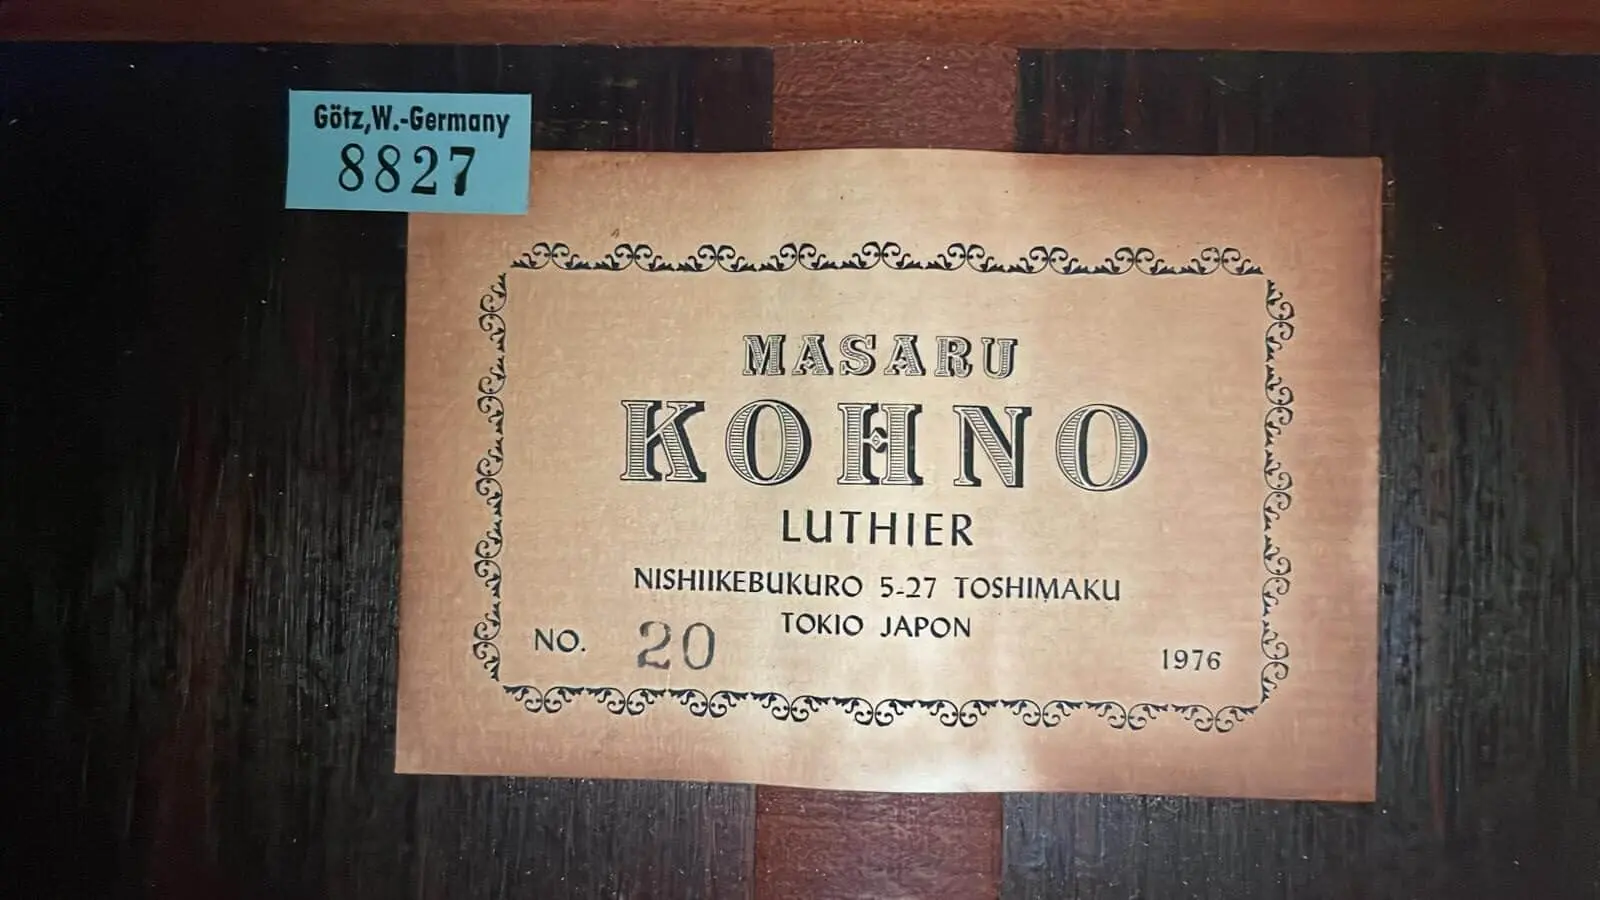 Götz,W.-Germany
8827
MASARU
KOHNO
LUTHIER
NISHIIKEBUKURO 5-27 TOSHIMAKU
TOKIO JAPON
NO. 20
1976